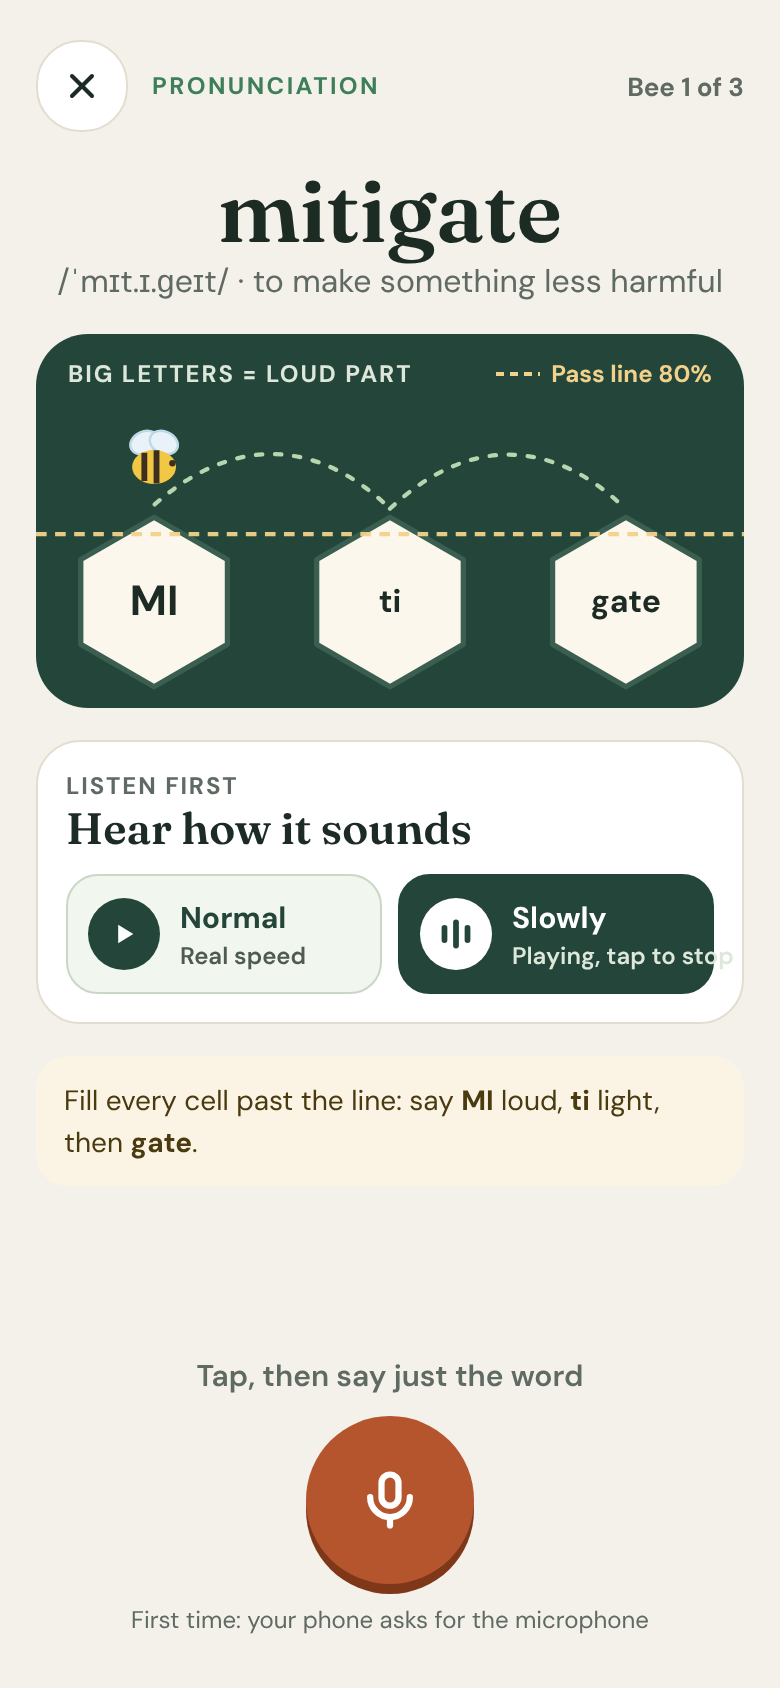 PRONUNCIATION
Bee 1 of 3
mitigate
/ˈmɪt.ɪ.ɡeɪt/ · to make something less harmful
BIG LETTERS = LOUD PART
Pass line 80%
MI
ti
gate
LISTEN FIRST
Hear how it sounds
Normal
Real speed
Slowly
Playing, tap to stop
Fill every cell past the line: say MI loud, ti light,
then gate.
Tap, then say just the word
First time: your phone asks for the microphone